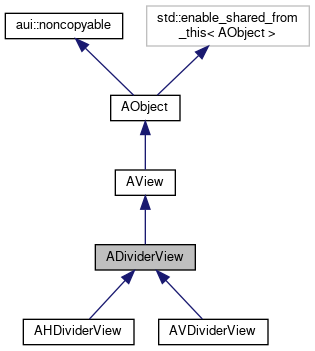 aui::noncopyable
std::enable_shared_from
_this< AObject >
AObject
AView
ADividerView
AHDividerView
AVDividerView